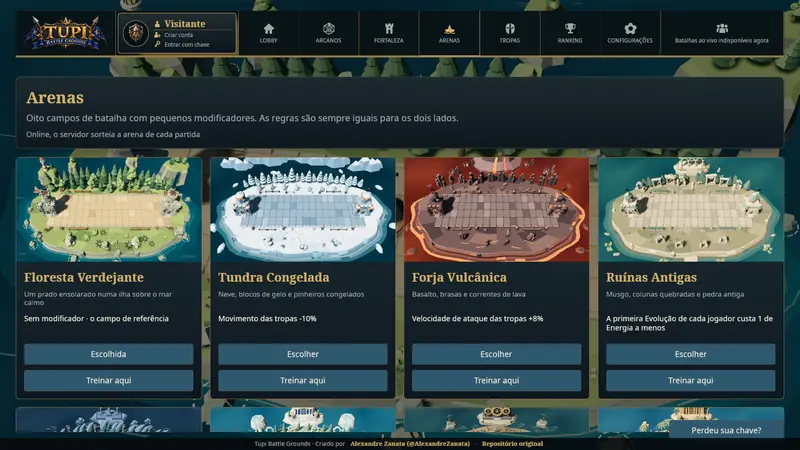 TUPI
BATTLE GROUNDS
Visitante
Criar conta
Entrar com chave
LOBBY
ARCANOS
FORTALEZA
ARENAS
TROPAS
RANKING
CONFIGURAÇÕES
Batalhas ao vivo indisponíveis agora
Arenas
Oito campos de batalha com pequenos modificadores. As regras são sempre iguais para os dois lados.
Online, o servidor sorteia a arena de cada partida
Floresta Verdejante
Um prado ensolarado numa ilha sobre o mar
calmo
Sem modificador · o campo de referência
Escolhida
Treinar aqui
Tundra Congelada
Neve, blocos de gelo e pinheiros congelados
Movimento das tropas -10%
Escolher
Treinar aqui
Forja Vulcânica
Basalto, brasas e correntes de lava
Velocidade de ataque das tropas +8%
Escolher
Treinar aqui
Ruínas Antigas
Musgo, colunas quebradas e pedra antiga
A primeira Evolução de cada jogador custa 1 de
Energia a menos
Escolher
Treinar aqui
Perdeu sua chave?
Tupi Battle Grounds · Criado por Alexandre Zanata (@AlexandreZanata) · Repositório original